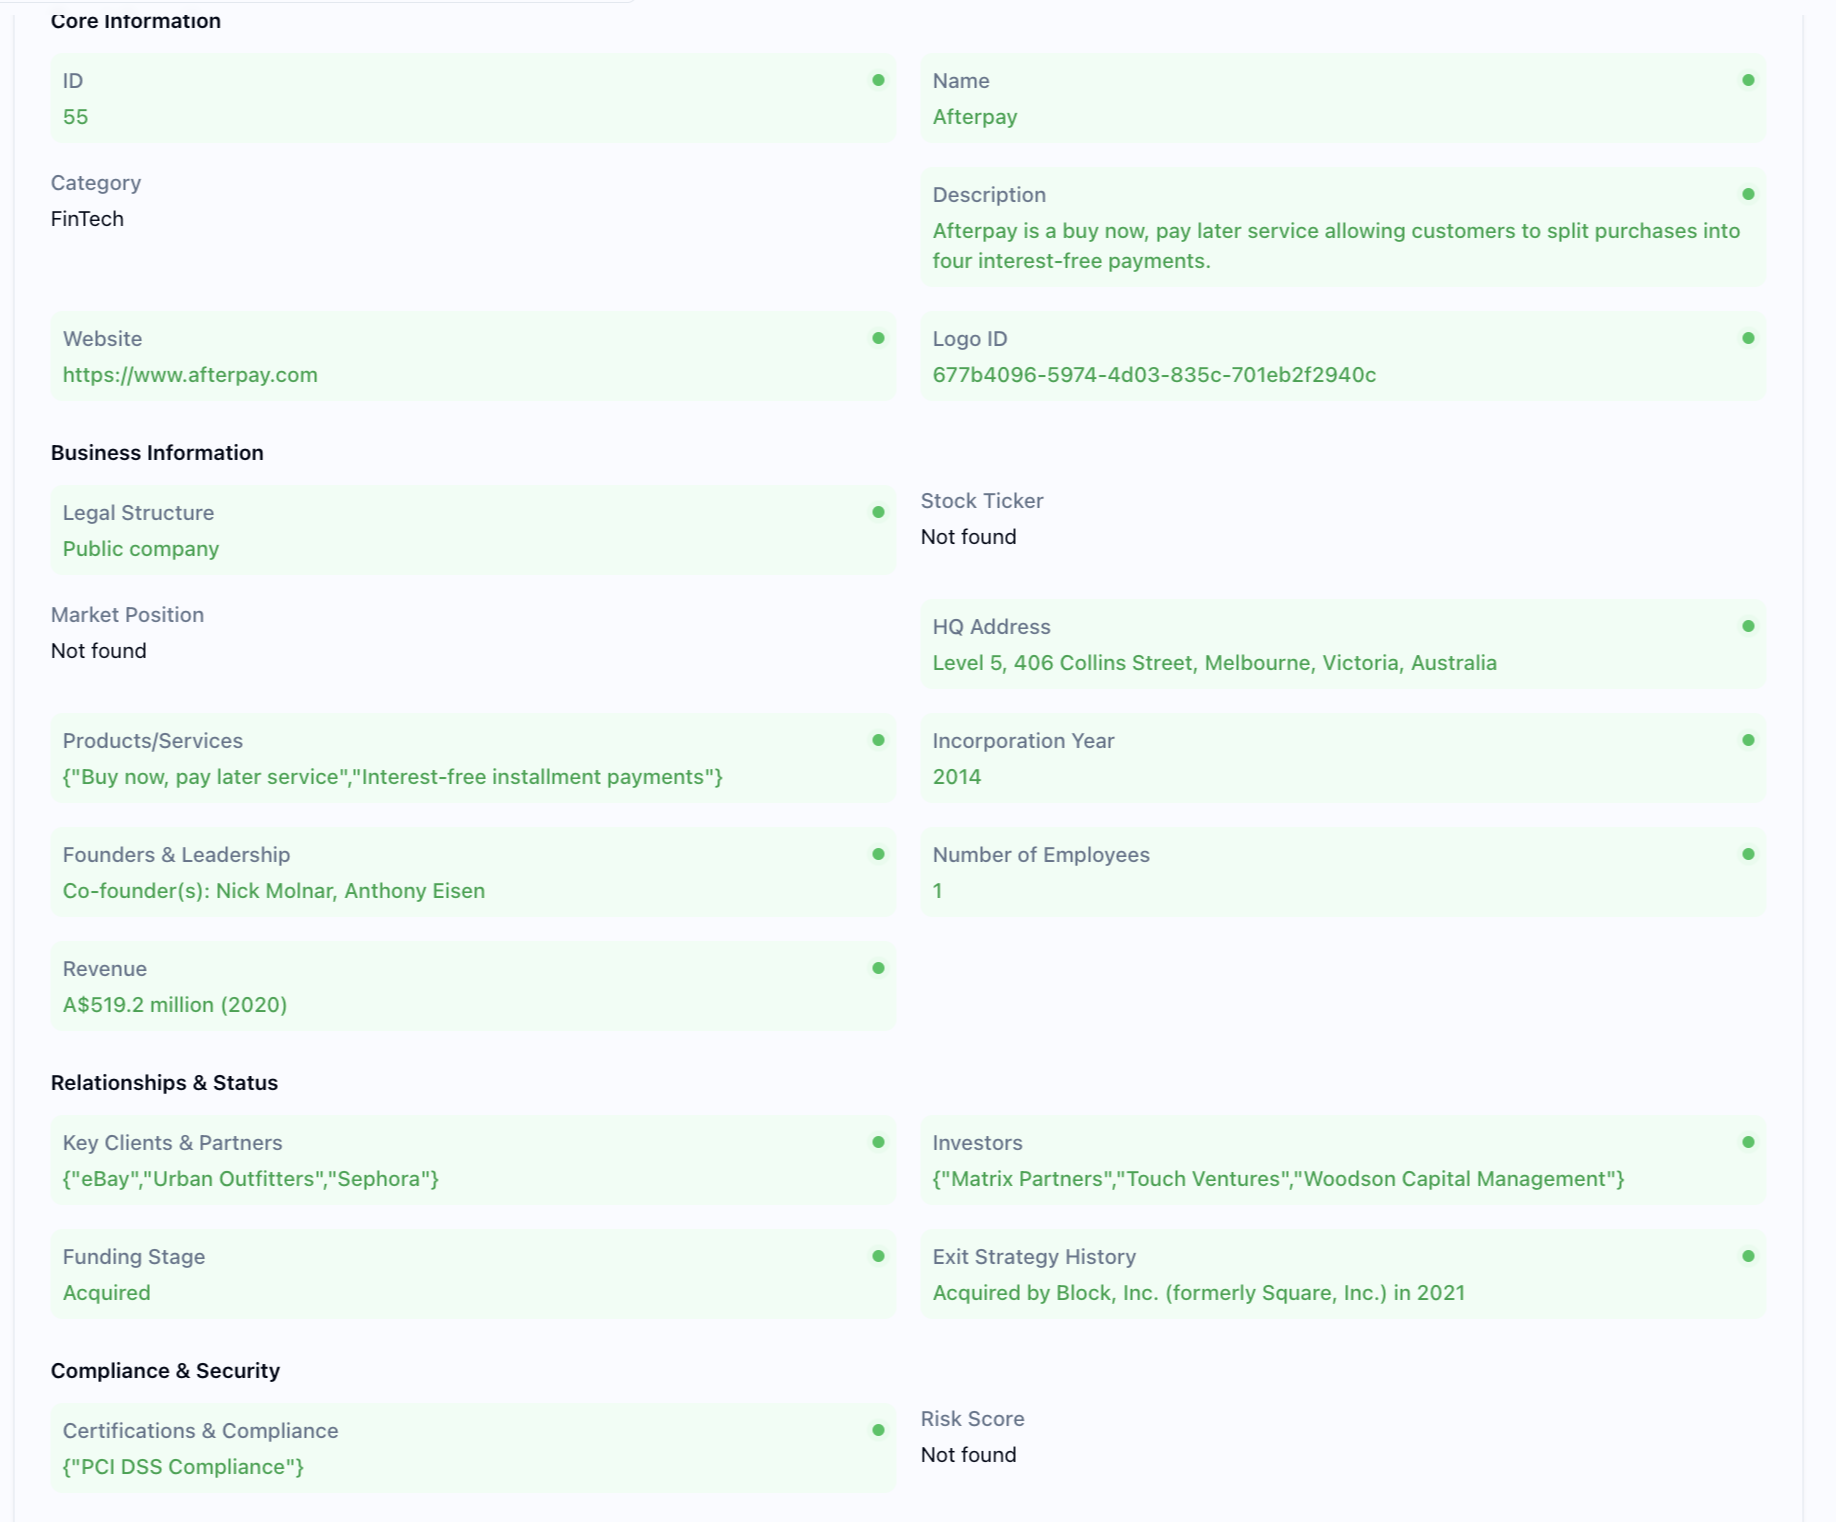 Core Information
ID
55
Name
Afterpay
Category
FinTech
Description
Afterpay is a buy now, pay later service allowing customers to split purchases into
four interest-free payments.
Website
https://www.afterpay.com
Logo ID
677b4096-5974-4d03-835c-701eb2f2940c
Business Information
Legal Structure
Public company
Stock Ticker
Not found
Market Position
Not found
HQ Address
Level 5, 406 Collins Street, Melbourne, Victoria, Australia
Products/Services
{"Buy now, pay later service","Interest-free installment payments"}
Incorporation Year
2014
Founders & Leadership
Co-founder(s): Nick Molnar, Anthony Eisen
Number of Employees
1
Revenue
A$519.2 million (2020)
Relationships & Status
Key Clients & Partners
{"eBay","Urban Outfitters","Sephora"}
Investors
{"Matrix Partners","Touch Ventures","Woodson Capital Management"}
Funding Stage
Acquired
Exit Strategy History
Acquired by Block, Inc. (formerly Square, Inc.) in 2021
Compliance & Security
Certifications & Compliance
{"PCI DSS Compliance"}
Risk Score
Not found